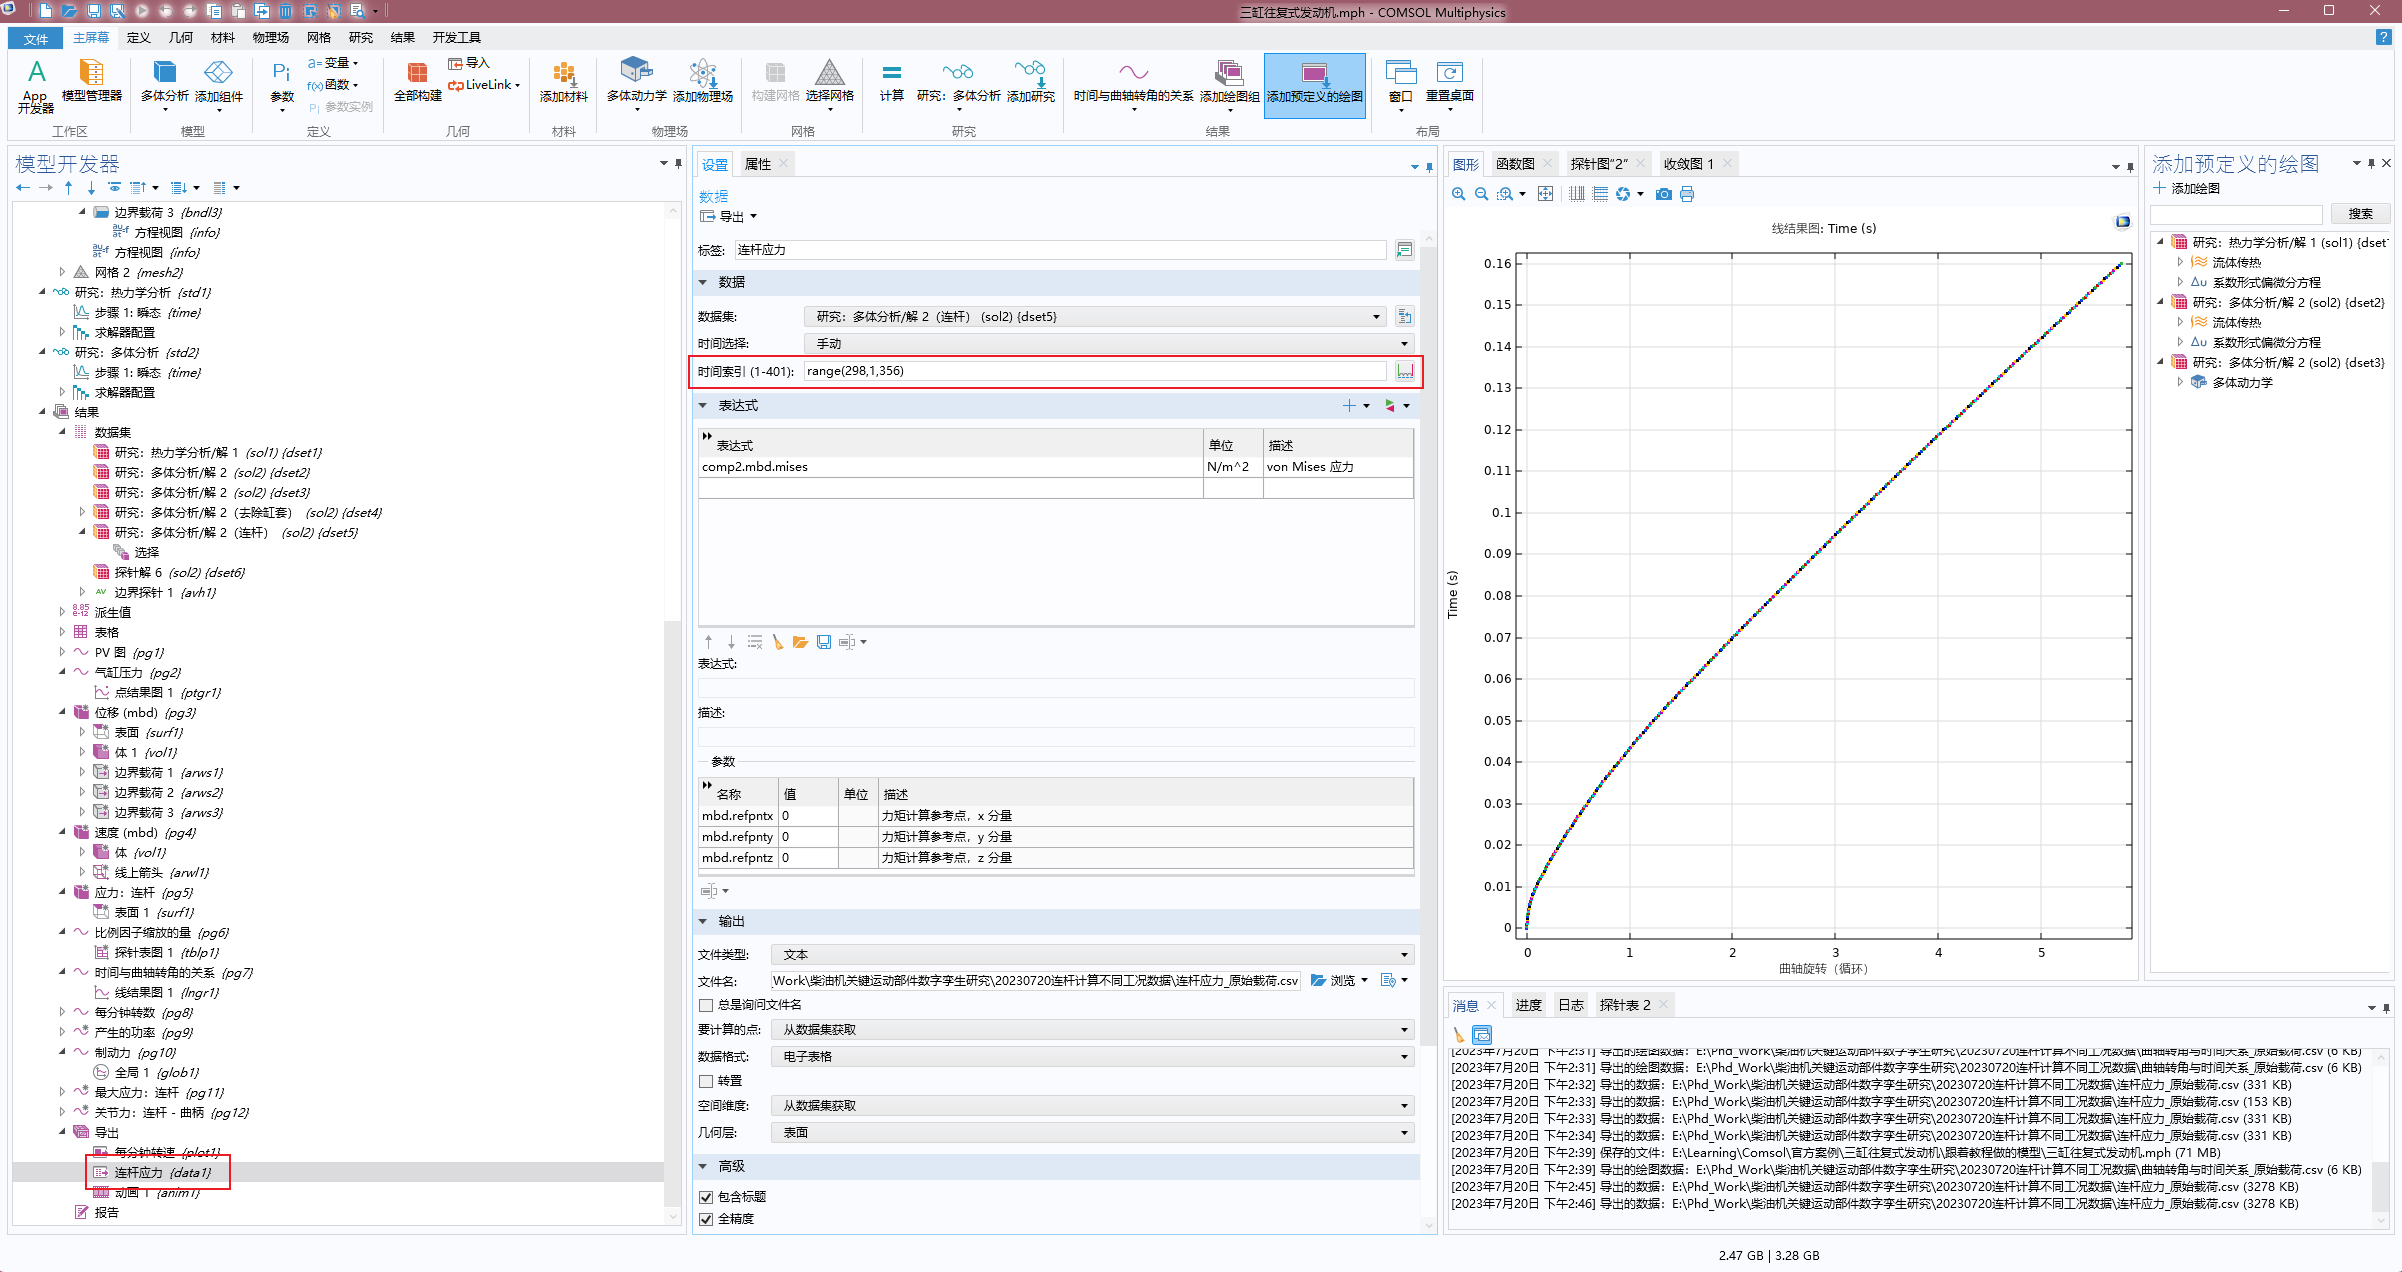 三缸往复式发动机.mph - COMSOL Multiphysics
文件 主屏幕 定义 几何 材料 物理场 网格 研究 结果 开发工具
App 开发器
模型管理器
工作区
多体分析 添加组件
模型
Pi 参数
a= 变量
f(x) 函数
Pi 参数实例
定义
全部构建
导入
LiveLink
几何
添加材料
材料
多体动力学 添加物理场
物理场
构建网格 选择网格
网格
计算 研究：多体分析 添加研究
研究
时间与曲轴转角的关系 添加绘图组 添加预定义的绘图
结果
窗口 重置桌面
布局
模型开发器
边界载荷 3 {bndl3}
方程视图 {info}
方程视图 {info}
网格 2 {mesh2}
研究：热力学分析 {std1}
步骤 1: 瞬态 {time}
求解器配置
研究：多体分析 {std2}
步骤 1: 瞬态 {time}
求解器配置
结果
数据集
研究：热力学分析/解 1 (sol1) {dset1}
研究：多体分析/解 2 (sol2) {dset2}
研究：多体分析/解 2 (sol2) {dset3}
研究：多体分析/解 2（去除缸套） (sol2) {dset4}
研究：多体分析/解 2（连杆） (sol2) {dset5}
选择
探针解 6 (sol2) {dset6}
边界探针 1 {avh1}
派生值
表格
PV 图 {pg1}
气缸压力 {pg2}
点结果图 1 {ptgr1}
位移 (mbd) {pg3}
表面 {surf1}
体 1 {vol1}
边界载荷 1 {arws1}
边界载荷 2 {arws2}
边界载荷 3 {arws3}
速度 (mbd) {pg4}
体 {vol1}
线上箭头 {arwl1}
应力：连杆 {pg5}
表面 1 {surf1}
比例因子缩放的量 {pg6}
探针表图 1 {tblp1}
时间与曲轴转角的关系 {pg7}
线结果图 1 {lngr1}
每分钟转数 {pg8}
产生的功率 {pg9}
制动力 {pg10}
全局 1 {glob1}
最大应力：连杆 {pg11}
关节力：连杆 - 曲柄 {pg12}
导出
每分钟转速 {plot1}
连杆应力 {data1}
动画 1 {anim1}
报告
设置 属性
数据
导出
标签: 连杆应力
数据
数据集: 研究：多体分析/解 2（连杆） (sol2) {dset5}
时间选择: 手动
时间索引 (1-401): range(298,1,356)
表达式
表达式 单位 描述
comp2.mbd.mises N/m^2 von Mises 应力
表达式:
描述:
参数
名称 值 单位 描述
mbd.refpntx 0 力矩计算参考点，x 分量
mbd.refpnty 0 力矩计算参考点，y 分量
mbd.refpntz 0 力矩计算参考点，z 分量
输出
文件类型: 文本
文件名: _Work\柴油机关键运动部件数字孪生研究\20230720连杆计算不同工况数据\连杆应力_原始载荷.csv 浏览
总是询问文件名
要计算的点: 从数据集获取
数据格式: 电子表格
转置
空间维度: 从数据集获取
几何层: 表面
高级
包含标题
全精度
图形 函数图 探针图"2" 收敛图 1
线结果图: Time (s)
0.16
0.15
0.14
0.13
0.12
0.11
0.1
0.09
0.08
0.07
0.06
0.05
0.04
0.03
0.02
0.01
0
Time (s)
0 1 2 3 4 5
曲轴旋转（循环）
添加预定义的绘图
添加绘图
搜索
研究：热力学分析/解 1 (sol1) {dset1
流体传热
Δu 系数形式偏微分方程
研究：多体分析/解 2 (sol2) {dset2}
流体传热
Δu 系数形式偏微分方程
研究：多体分析/解 2 (sol2) {dset3}
多体动力学
消息 进度 日志 探针表 2
[2023年7月20日 下午2:31] 导出的绘图数据：E:\Phd_Work\柴油机关键运动部件数字孪生研究\20230720连杆计算不同工况数据\曲轴转角与时间关系_原始载荷.csv (6 KB)
[2023年7月20日 下午2:31] 导出的绘图数据：E:\Phd_Work\柴油机关键运动部件数字孪生研究\20230720连杆计算不同工况数据\曲轴转角与时间关系_原始载荷.csv (6 KB)
[2023年7月20日 下午2:32] 导出的数据：E:\Phd_Work\柴油机关键运动部件数字孪生研究\20230720连杆计算不同工况数据\连杆应力_原始载荷.csv (331 KB)
[2023年7月20日 下午2:33] 导出的数据：E:\Phd_Work\柴油机关键运动部件数字孪生研究\20230720连杆计算不同工况数据\连杆应力_原始载荷.csv (153 KB)
[2023年7月20日 下午2:33] 导出的数据：E:\Phd_Work\柴油机关键运动部件数字孪生研究\20230720连杆计算不同工况数据\连杆应力_原始载荷.csv (331 KB)
[2023年7月20日 下午2:34] 导出的数据：E:\Phd_Work\柴油机关键运动部件数字孪生研究\20230720连杆计算不同工况数据\连杆应力_原始载荷.csv (331 KB)
[2023年7月20日 下午2:39] 保存的文件：E:\Learning\Comsol\官方案例\三缸往复式发动机\跟着教程做的模型\三缸往复式发动机.mph (71 MB)
[2023年7月20日 下午2:39] 导出的绘图数据：E:\Phd_Work\柴油机关键运动部件数字孪生研究\20230720连杆计算不同工况数据\曲轴转角与时间关系_原始载荷.csv (6 KB)
[2023年7月20日 下午2:45] 导出的数据：E:\Phd_Work\柴油机关键运动部件数字孪生研究\20230720连杆计算不同工况数据\连杆应力_原始载荷.csv (3278 KB)
[2023年7月20日 下午2:46] 导出的数据：E:\Phd_Work\柴油机关键运动部件数字孪生研究\20230720连杆计算不同工况数据\连杆应力_原始载荷.csv (3278 KB)
2.47 GB | 3.28 GB